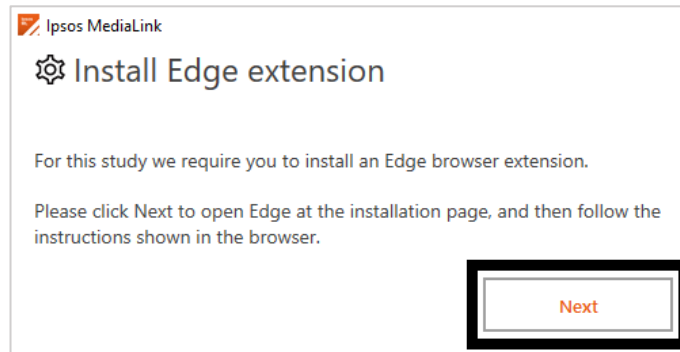 Ipsos MediaLink
Install Edge extension
For this study we require you to install an Edge browser extension.
Please click Next to open Edge at the installation page, and then follow the
instructions shown in the browser.
Next